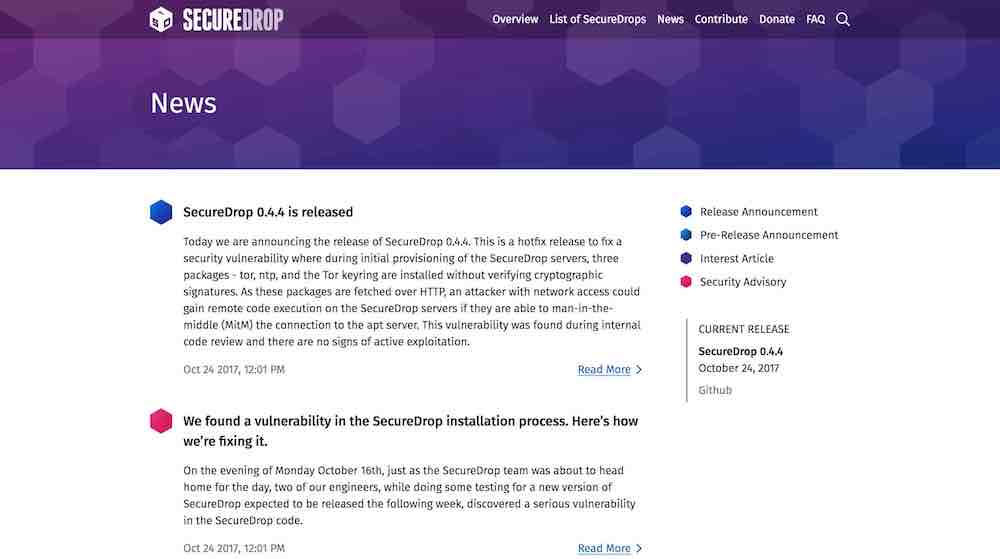 SECUREDROP
Overview List of SecureDrops News Contribute Donate FAQ
News
SecureDrop 0.4.4 is released
Today we are announcing the release of SecureDrop 0.4.4. This is a hotfix release to fix a
security vulnerability where during initial provisioning of the SecureDrop servers, three
packages - tor, ntp, and the Tor keyring are installed without verifying cryptographic
signatures. As these packages are fetched over HTTP, an attacker with network access could
gain remote code execution on the SecureDrop servers if they are able to man-in-the-
middle (MitM) the connection to the apt server. This vulnerability was found during internal
code review and there are no signs of active exploitation.
Oct 24 2017, 12:01 PM Read More
We found a vulnerability in the SecureDrop installation process. Here's how
we're fixing it.
On the evening of Monday October 16th, just as the SecureDrop team was about to head
home for the day, two of our engineers, while doing some testing for a new version of
SecureDrop expected to be released the following week, discovered a serious vulnerability
in the SecureDrop code.
Oct 24 2017, 12:01 PM Read More
Release Announcement
Pre-Release Announcement
Interest Article
Security Advisory
CURRENT RELEASE
SecureDrop 0.4.4
October 24, 2017
Github